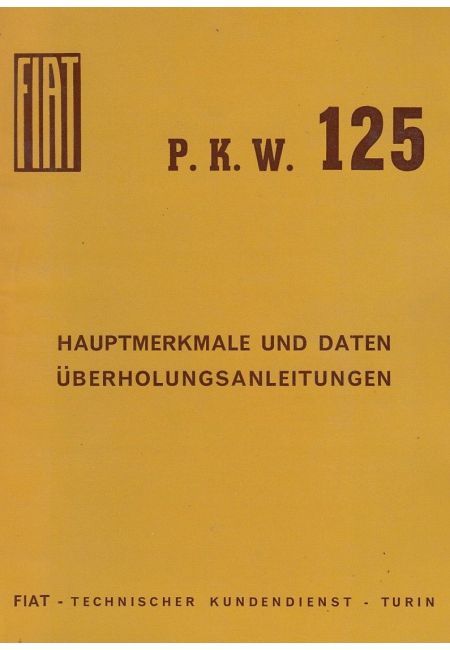 FIAT
P. K. W. 125
HAUPTMERKMALE UND DATEN
ÜBERHOLUNGSANLEITUNGEN
FIAT - TECHNISCHER KUNDENDIENST - TURIN